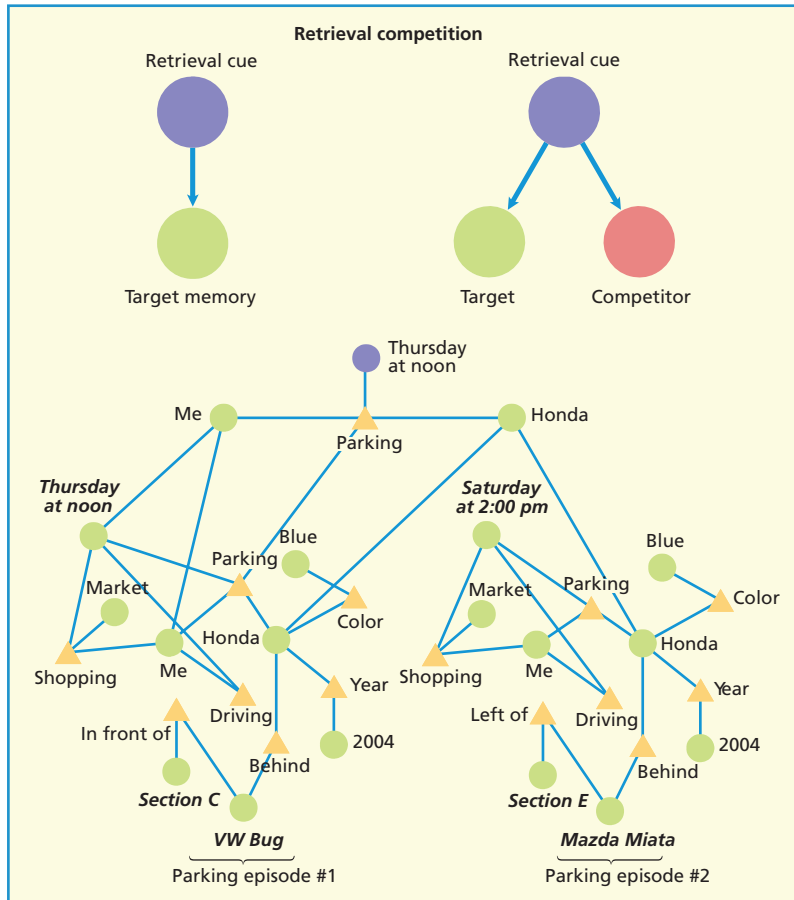 Retrieval competition
Retrieval cue
Retrieval cue
Target memory
Target
Competitor
Thursday
at noon
Me
Honda
Parking
Thursday
at noon
Saturday
at 2:00 pm
Blue
Blue
Parking
Parking
Market
Market
Color
Color
Honda
Honda
Shopping
Me
Shopping
Me
Year
Year
Driving
Driving
In front of
Left of
2004
2004
Behind
Behind
Section C
Section E
VW Bug
Mazda Miata
Parking episode #1
Parking episode #2